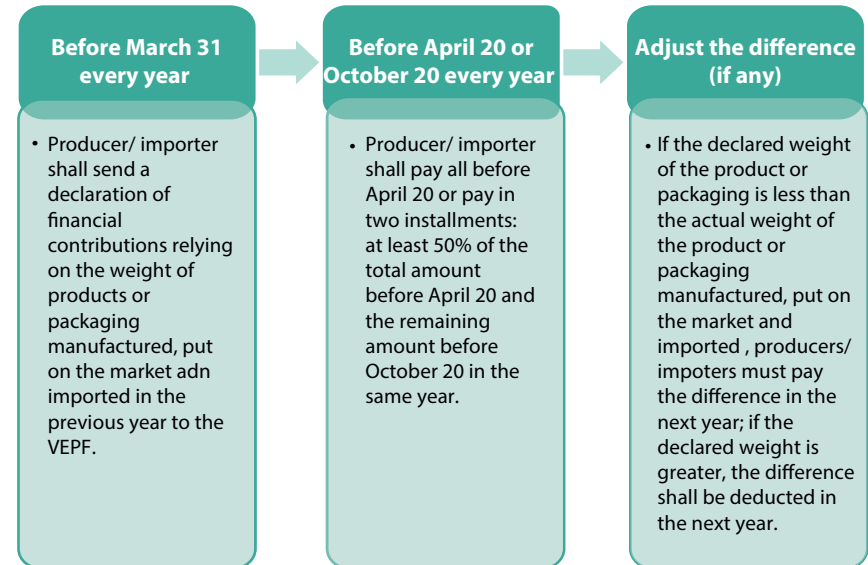 Before March 31
every year
• Producer/ importer
shall send a
declaration of
financial
contributions relying
on the weight of
products or
packaging
manufactured, put
on the market adn
imported in the
previous year to the
VEPF.
Before April 20 or
October 20 every year
• Producer/ importer
shall pay all before
April 20 or pay in
two installments:
at least 50% of the
total amount
before April 20 and
the remaining
amount before
October 20 in the
same year.
Adjust the difference
(if any)
• If the declared weight
of the product or
packaging is less than
the actual weight of
the product or
packaging
manufactured, put on
the market and
imported , producers/
impoters must pay
the difference in the
next year; if the
declared weight is
greater, the difference
shall be deducted in
the next year.